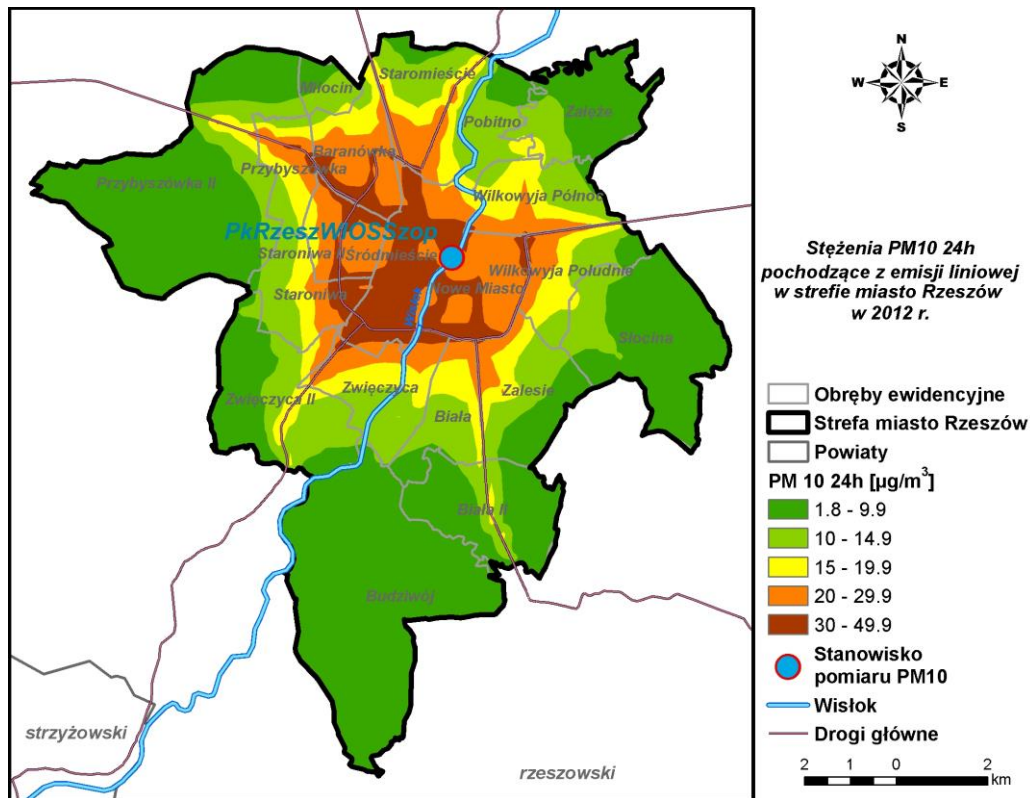 Staromieście
Miłocin
Pobitno
Załęże
Baranówka
Przybyszówka
Przybyszówka II
Wilkowyja Północ
PkRzeszWIOSSzop
Staroniwa II
Śródmieście
Wilkowyja Południe
Staroniwa
Nowe Miasto
Wisłok
Słocina
Zwięczyca
Zalesie
Zwięczyca II
Biała
Biała II
Budziwój
strzyżowski
rzeszowski
N
W
E
S
Stężenia PM10 24h
pochodzące z emisji liniowej
w strefie miasto Rzeszów
w 2012 r.
Obręby ewidencyjne
Strefa miasto Rzeszów
Powiaty
PM 10 24h [µg/m³]
1.8 - 9.9
10 - 14.9
15 - 19.9
20 - 29.9
30 - 49.9
Stanowisko
pomiaru PM10
Wisłok
Drogi główne
2 1 0 2
km